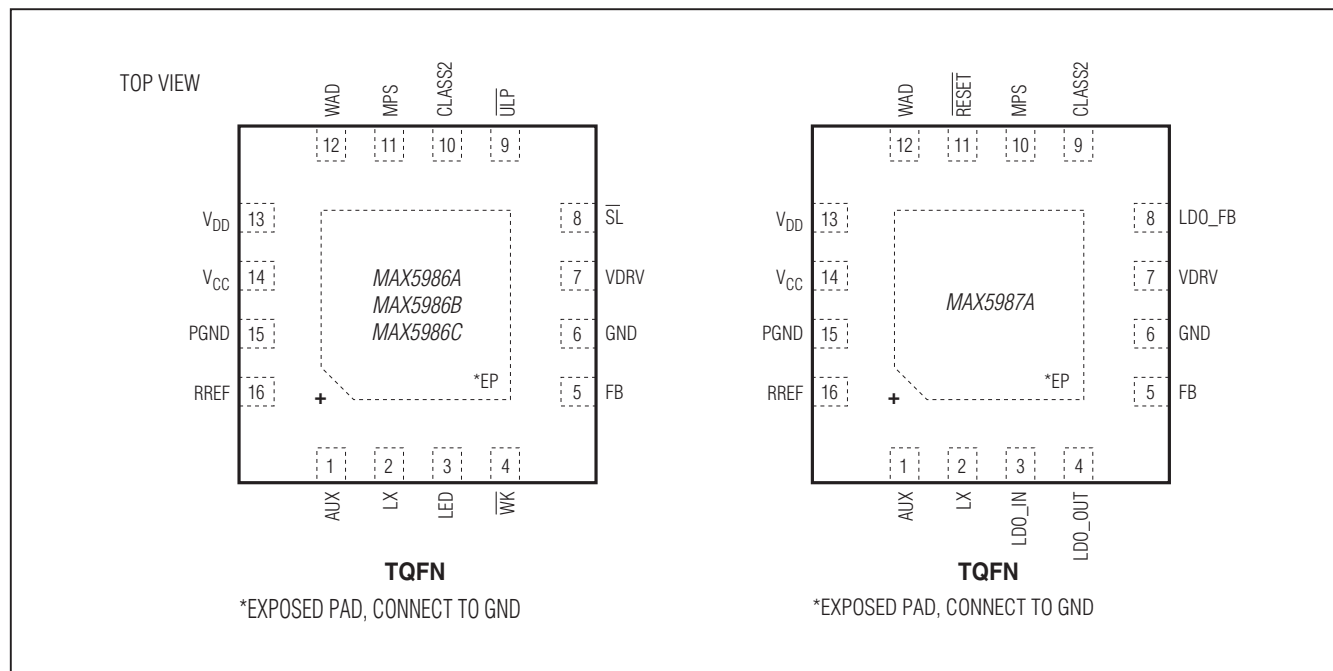 TOP VIEW
WAD
MPS
CLASS2
ULP
12
11
10
9
VDD
13
8
SL
VCC
14
7
VDRV
PGND
15
6
GND
RREF
16
5
FB
MAX5986A
MAX5986B
MAX5986C
*EP
+
1
2
3
4
AUX
LX
LED
WK
TQFN
*EXPOSED PAD, CONNECT TO GND
WAD
RESET
MPS
CLASS2
12
11
10
9
VDD
13
8
LDO_FB
VCC
14
7
VDRV
PGND
15
6
GND
RREF
16
5
FB
MAX5987A
*EP
+
1
2
3
4
AUX
LX
LDO_IN
LDO_OUT
TQFN
*EXPOSED PAD, CONNECT TO GND